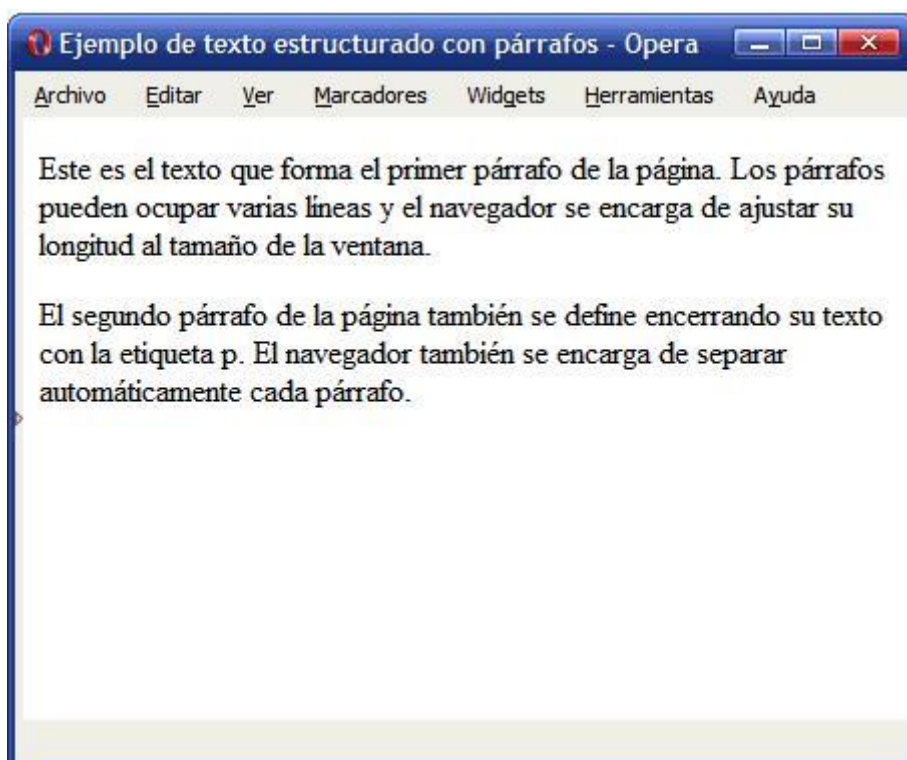 Ejemplo de texto estructurado con párrafos - Opera
Archivo Editar Ver Marcadores Widgets Herramientas Ayuda
Este es el texto que forma el primer párrafo de la página. Los párrafos
pueden ocupar varias líneas y el navegador se encarga de ajustar su
longitud al tamaño de la ventana.
El segundo párrafo de la página también se define encerrando su texto
con la etiqueta p. El navegador también se encarga de separar
automáticamente cada párrafo.